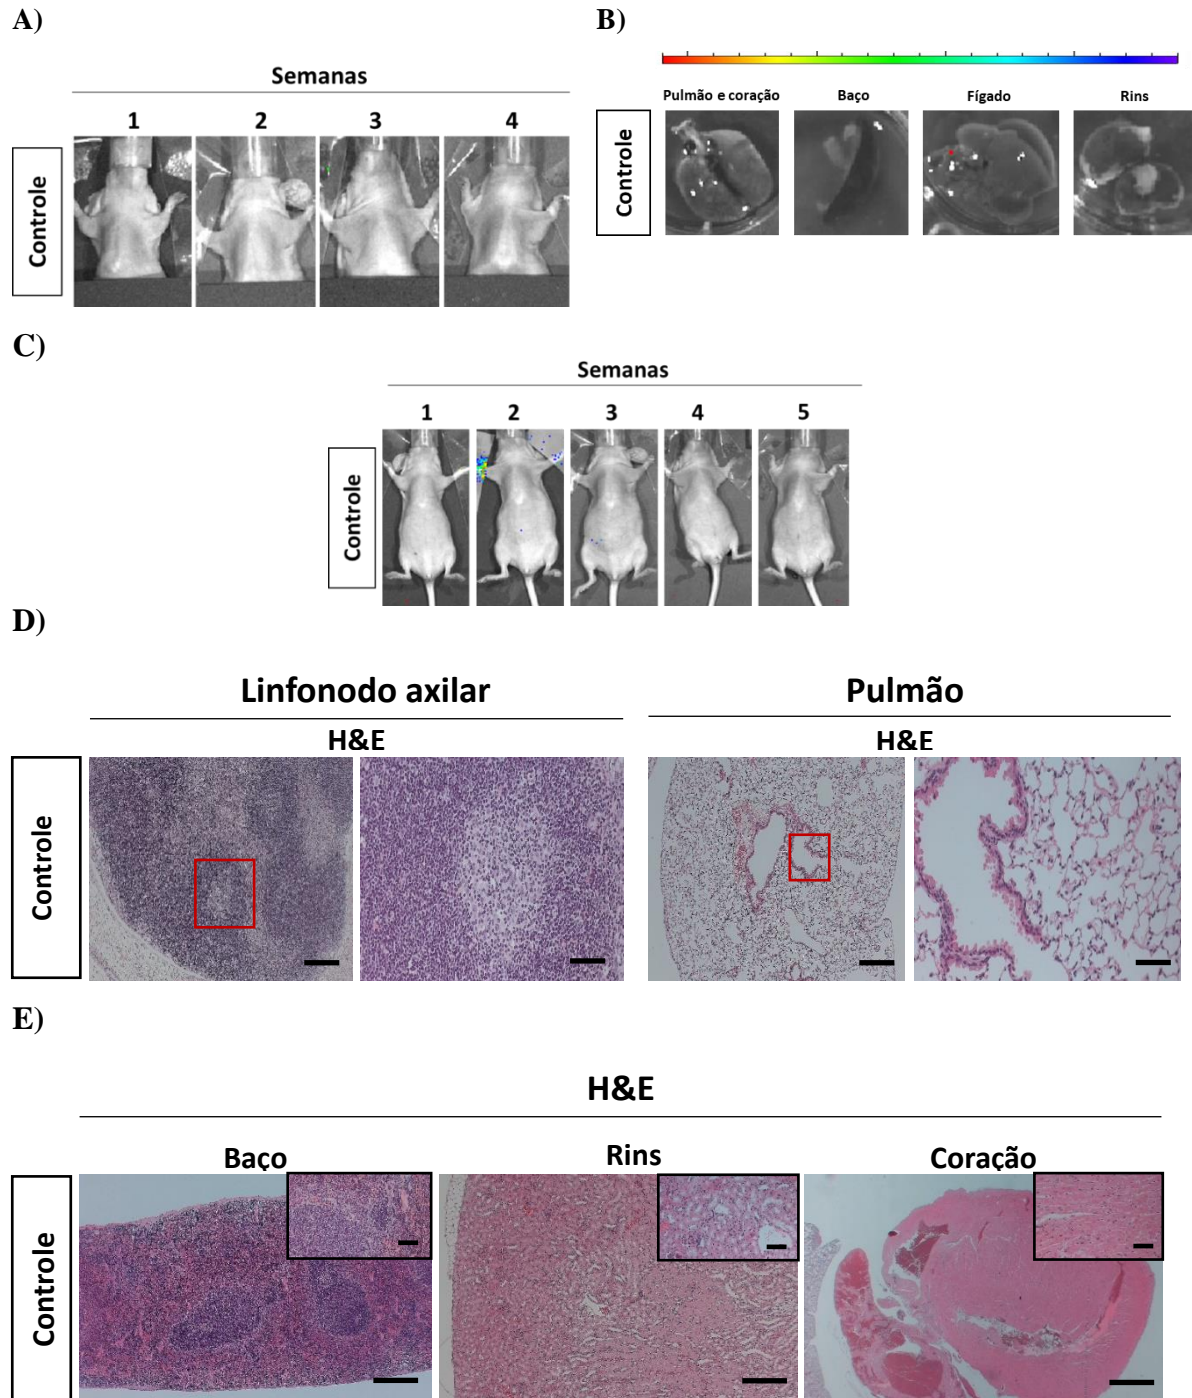 A)
Semanas
1 2 3 4
Controle
B)
Pulmão e coração Baço Fígado Rins
Controle
C)
Semanas
1 2 3 4 5
Controle
D)
Linfonodo axilar Pulmão
H&E H&E
Controle
E)
H&E
Baço Rins Coração
Controle